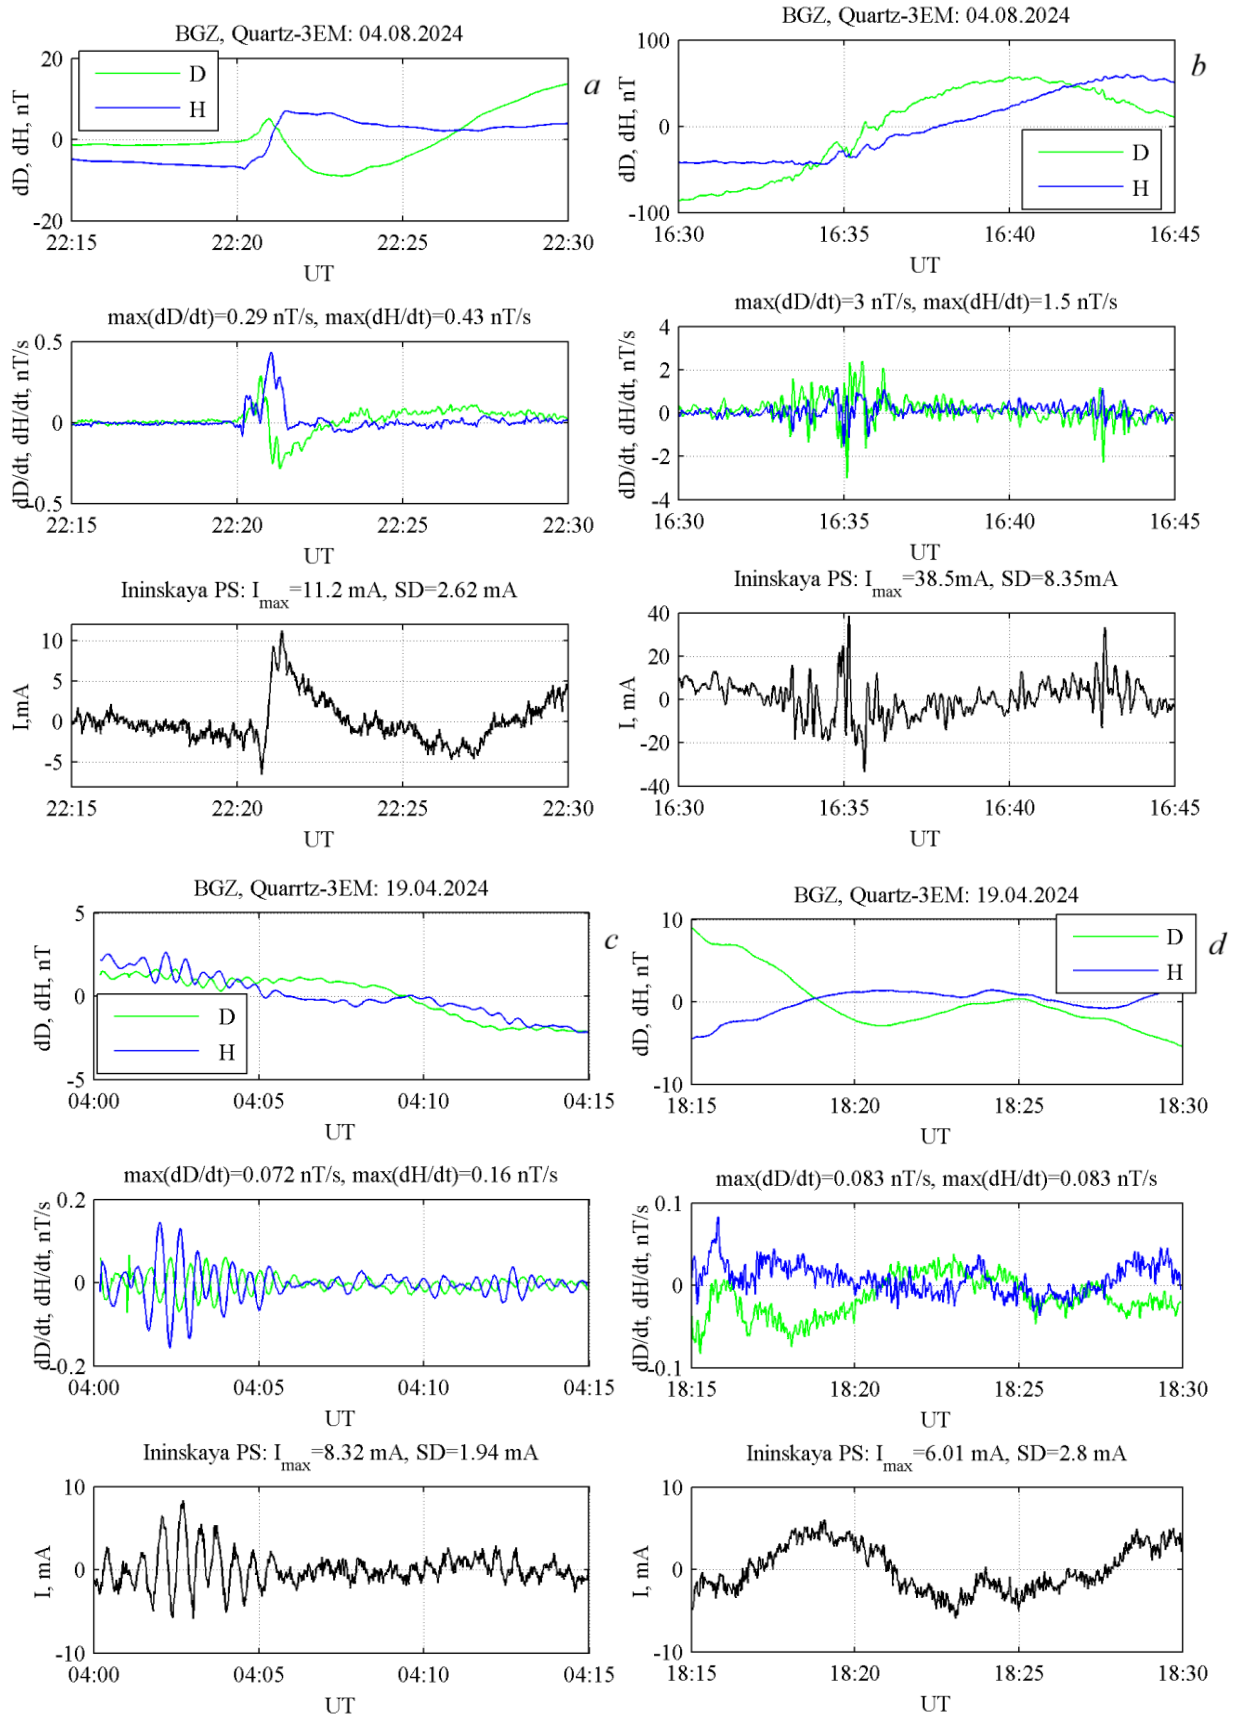 BGZ, Quartz-3EM: 04.08.2024
a
20
0
-20
dD, dH, nT
D
H
22:15 22:20 22:25 22:30
UT
max(dD/dt)=0.29 nT/s, max(dH/dt)=0.43 nT/s
0.5
0
-0.5
dD/dt, dH/dt, nT/s
22:15 22:20 22:25 22:30
UT
Ininskaya PS: Imax=11.2 mA, SD=2.62 mA
10
5
0
-5
I,mA
22:15 22:20 22:25 22:30
UT
BGZ, Quartz-3EM: 04.08.2024
b
100
0
-100
dD, dH, nT
D
H
16:30 16:35 16:40 16:45
UT
max(dD/dt)=3 nT/s, max(dH/dt)=1.5 nT/s
4
2
0
-2
-4
dD/dt, dH/dt, nT/s
16:30 16:35 16:40 16:45
UT
Ininskaya PS: Imax=38.5mA, SD=8.35mA
40
20
0
-20
-40
I, mA
16:30 16:35 16:40 16:45
UT
BGZ, Quarrtz-3EM: 19.04.2024
c
5
0
-5
dD, dH, nT
D
H
04:00 04:05 04:10 04:15
UT
max(dD/dt)=0.072 nT/s, max(dH/dt)=0.16 nT/s
0.2
0
-0.2
dD/dt, dH/dt, nT/s
04:00 04:05 04:10 04:15
UT
Ininskaya PS: Imax=8.32 mA, SD=1.94 mA
10
0
-10
I, mA
04:00 04:05 04:10 04:15
UT
BGZ, Quartz-3EM: 19.04.2024
d
10
0
-10
dD, dH, nT
D
H
18:15 18:20 18:25 18:30
UT
max(dD/dt)=0.083 nT/s, max(dH/dt)=0.083 nT/s
0.1
0
-0.1
dD/dt, dH/dt, nT/s
18:15 18:20 18:25 18:30
UT
Ininskaya PS: Imax=6.01 mA, SD=2.8 mA
10
0
-10
I, mA
18:15 18:20 18:25 18:30
UT